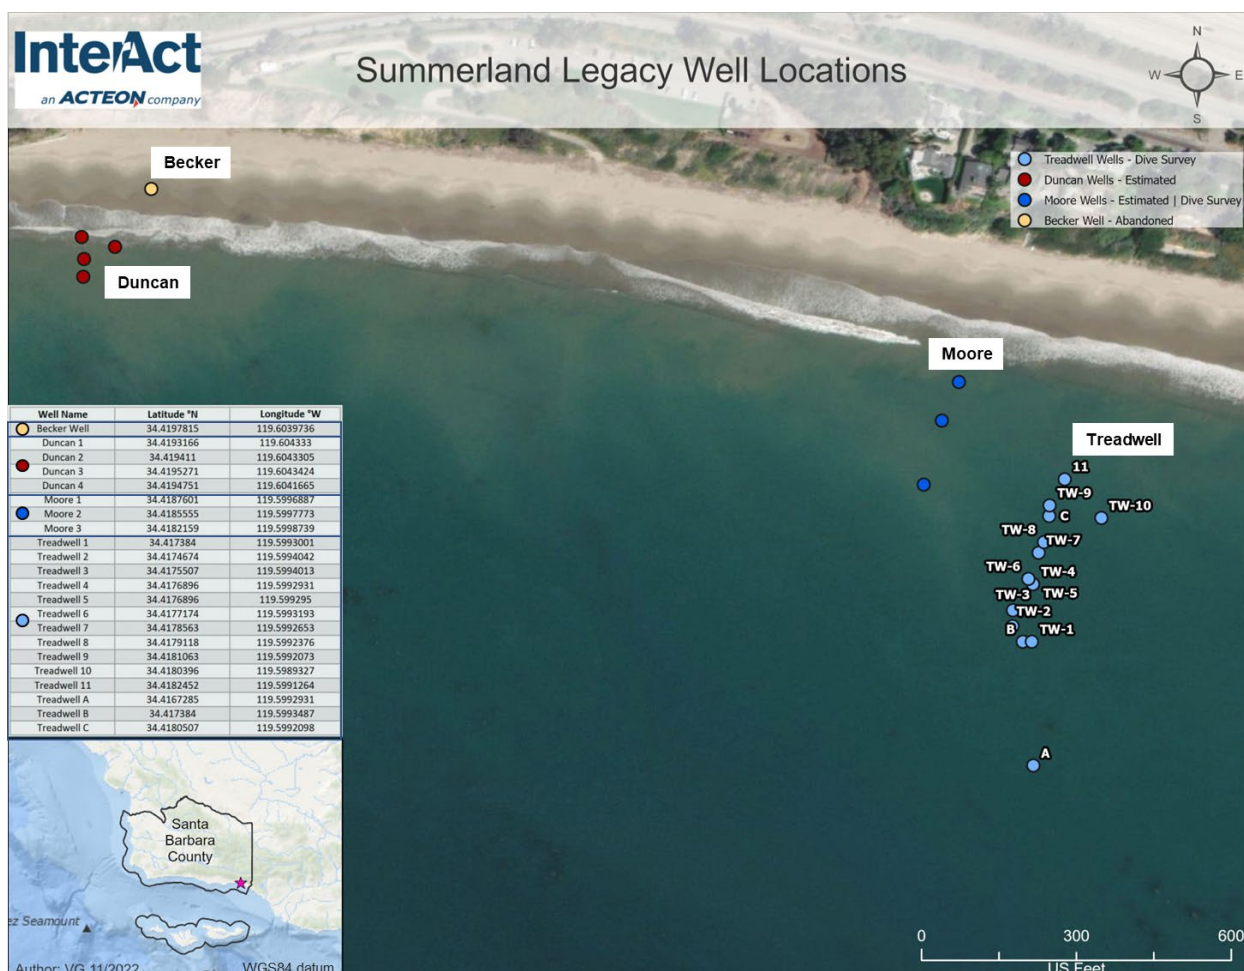 InterAct
an ACTEON company
Summerland Legacy Well Locations
N
W E
S
Becker
Duncan
Treadwell Wells - Dive Survey
Duncan Wells - Estimated
Moore Wells - Estimated | Dive Survey
Becker Well - Abandoned
Moore
Treadwell
11
TW-9
C
TW-10
TW-8
TW-7
TW-6
TW-4
TW-3
TW-5
TW-2
B
TW-1
A
Well Name Latitude °N Longitude °W
Becker Well 34.4197815 119.6039736
Duncan 1 34.4193166 119.604333
Duncan 2 34.419411 119.6043305
Duncan 3 34.4195271 119.6043424
Duncan 4 34.4194751 119.6041665
Moore 1 34.4187601 119.5996887
Moore 2 34.4185555 119.5997773
Moore 3 34.4182159 119.5998739
Treadwell 1 34.417384 119.5993001
Treadwell 2 34.4174674 119.5994042
Treadwell 3 34.4175507 119.5994013
Treadwell 4 34.4176896 119.5992931
Treadwell 5 34.4176896 119.599295
Treadwell 6 34.4177174 119.5993193
Treadwell 7 34.4178563 119.5992653
Treadwell 8 34.4179118 119.5992376
Treadwell 9 34.4181063 119.5992073
Treadwell 10 34.4180396 119.5989327
Treadwell 11 34.4182452 119.5991264
Treadwell A 34.4167285 119.5992931
Treadwell B 34.417384 119.5993487
Treadwell C 34.4180507 119.5992098
Santa
Barbara
County
ez Seamount
Author: VG 11/2022 WGS84 datum
0 300 600
US Feet